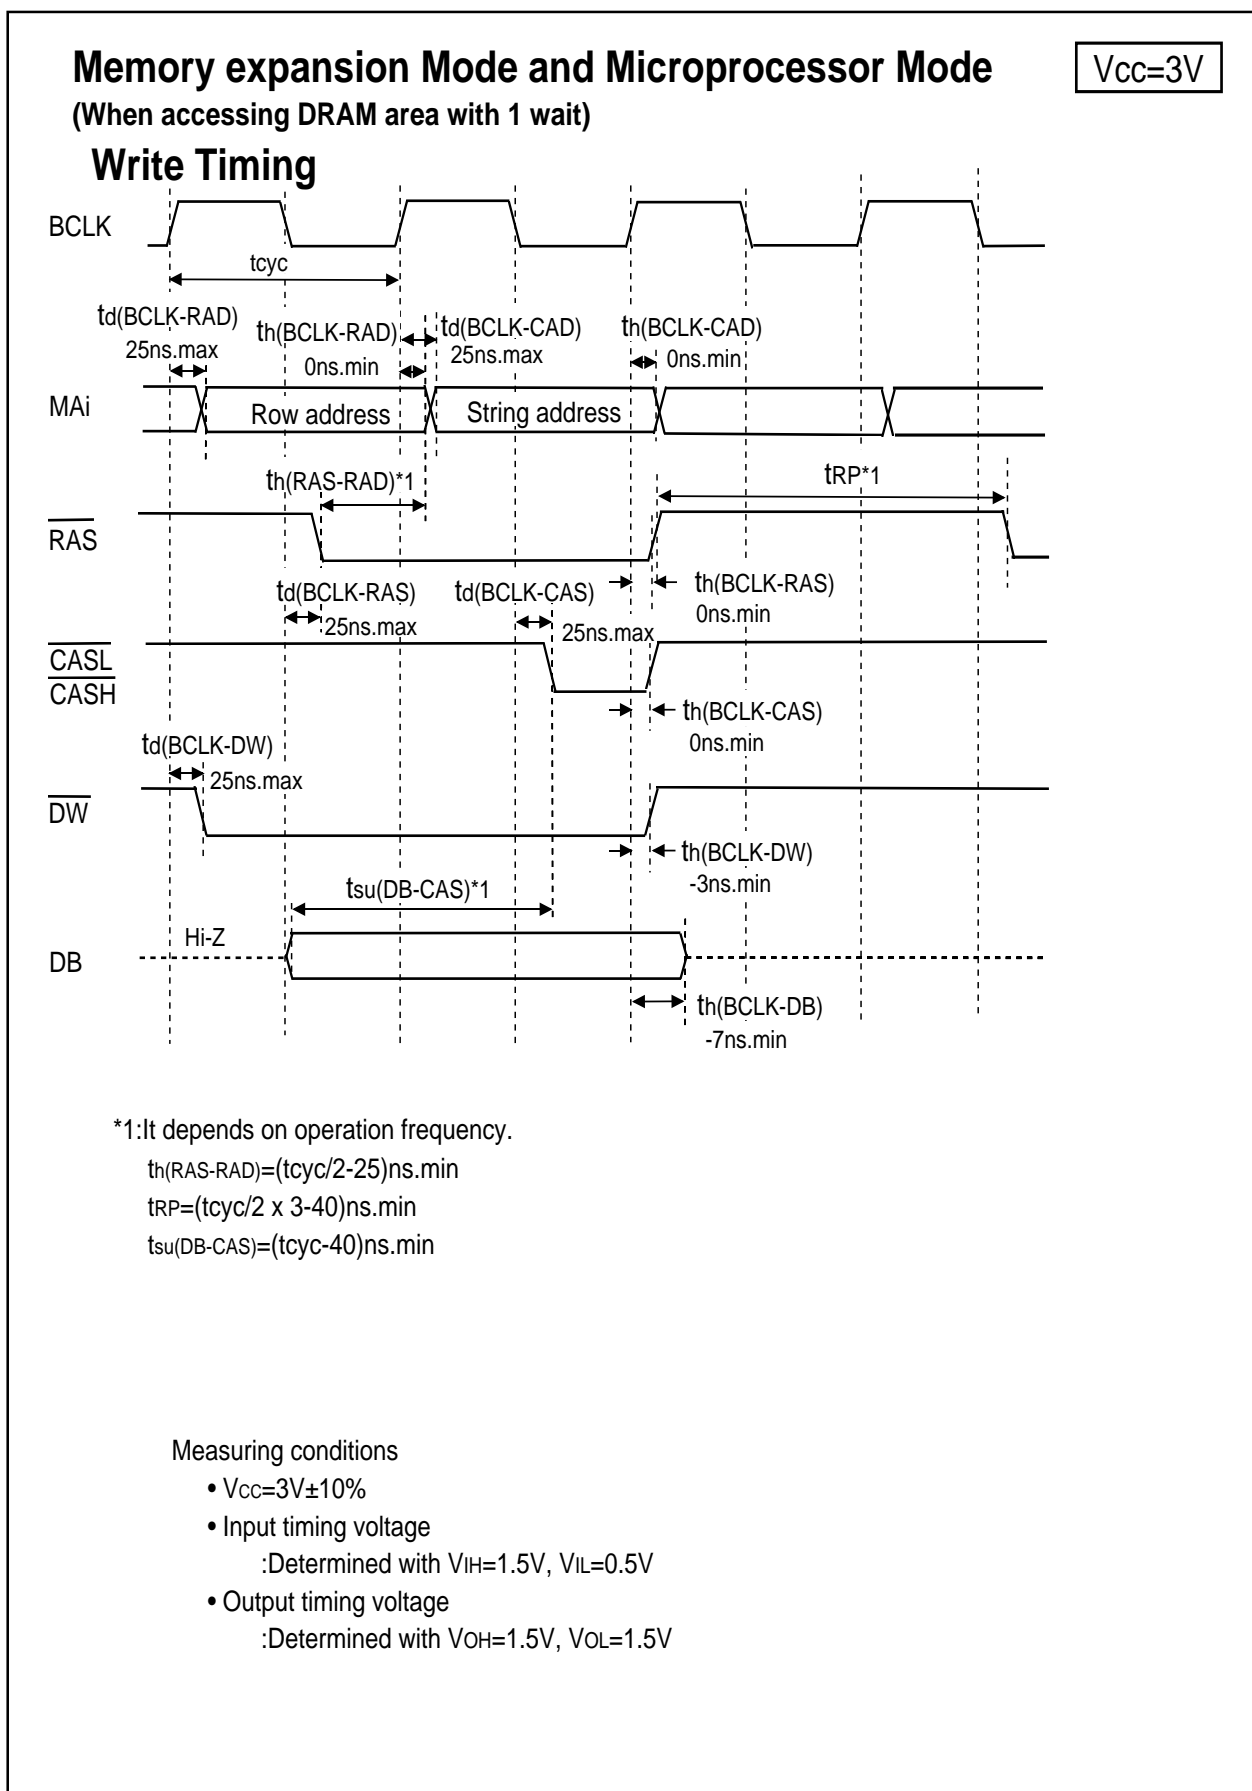 Memory expansion Mode and Microprocessor Mode
Vcc=3V
(When accessing DRAM area with 1 wait)
Write Timing
BCLK
tcyc
td(BCLK-RAD)
25ns.max
th(BCLK-RAD)
0ns.min
td(BCLK-CAD)
25ns.max
th(BCLK-CAD)
0ns.min
MAi
Row address
String address
th(RAS-RAD)*1
tRP*1
RAS
td(BCLK-RAS)
25ns.max
td(BCLK-CAS)
25ns.max
th(BCLK-RAS)
0ns.min
CASL
CASH
th(BCLK-CAS)
0ns.min
td(BCLK-DW)
25ns.max
DW
th(BCLK-DW)
-3ns.min
tsu(DB-CAS)*1
Hi-Z
DB
th(BCLK-DB)
-7ns.min
*1:It depends on operation frequency.
th(RAS-RAD)=(tcyc/2-25)ns.min
tRP=(tcyc/2 x 3-40)ns.min
tsu(DB-CAS)=(tcyc-40)ns.min
Measuring conditions
• VCC=3V±10%
• Input timing voltage
:Determined with VIH=1.5V, VIL=0.5V
• Output timing voltage
:Determined with VOH=1.5V, VOL=1.5V